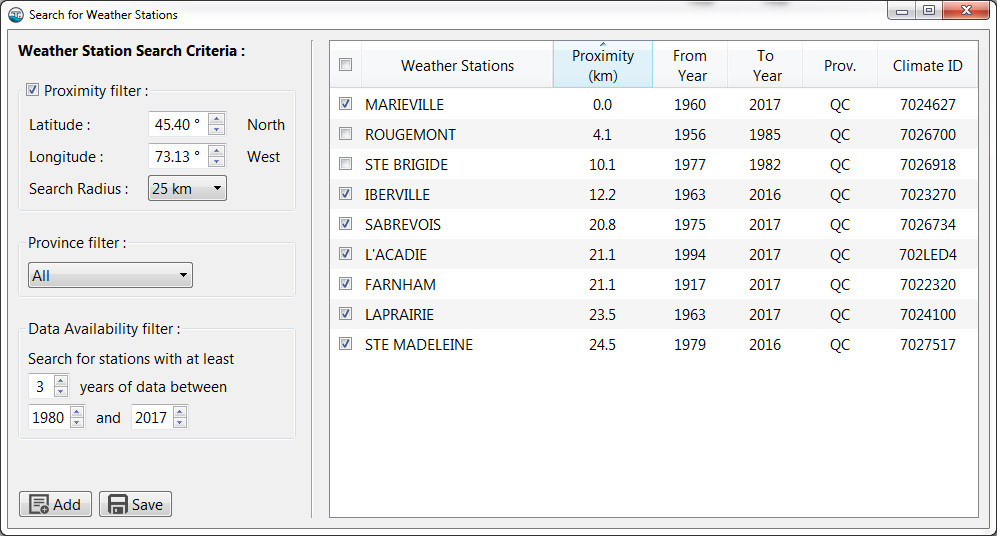 Search for Weather Stations
Weather Station Search Criteria :
Proximity filter :
Latitude : 45.40 ° North
Longitude : 73.13 ° West
Search Radius : 25 km
Province filter :
All
Data Availability filter :
Search for stations with at least
3 years of data between
1980 and 2017
Add Save
Weather Stations Proximity (km) From Year To Year Prov. Climate ID
MARIEVILLE 0.0 1960 2017 QC 7024627
ROUGEMONT 4.1 1956 1985 QC 7026700
STE BRIGIDE 10.1 1977 1982 QC 7026918
IBERVILLE 12.2 1963 2016 QC 7023270
SABREVOIS 20.8 1975 2017 QC 7026734
L'ACADIE 21.1 1994 2017 QC 702LED4
FARNHAM 21.1 1917 2017 QC 7022320
LAPRAIRIE 23.5 1963 2017 QC 7024100
STE MADELEINE 24.5 1979 2016 QC 7027517